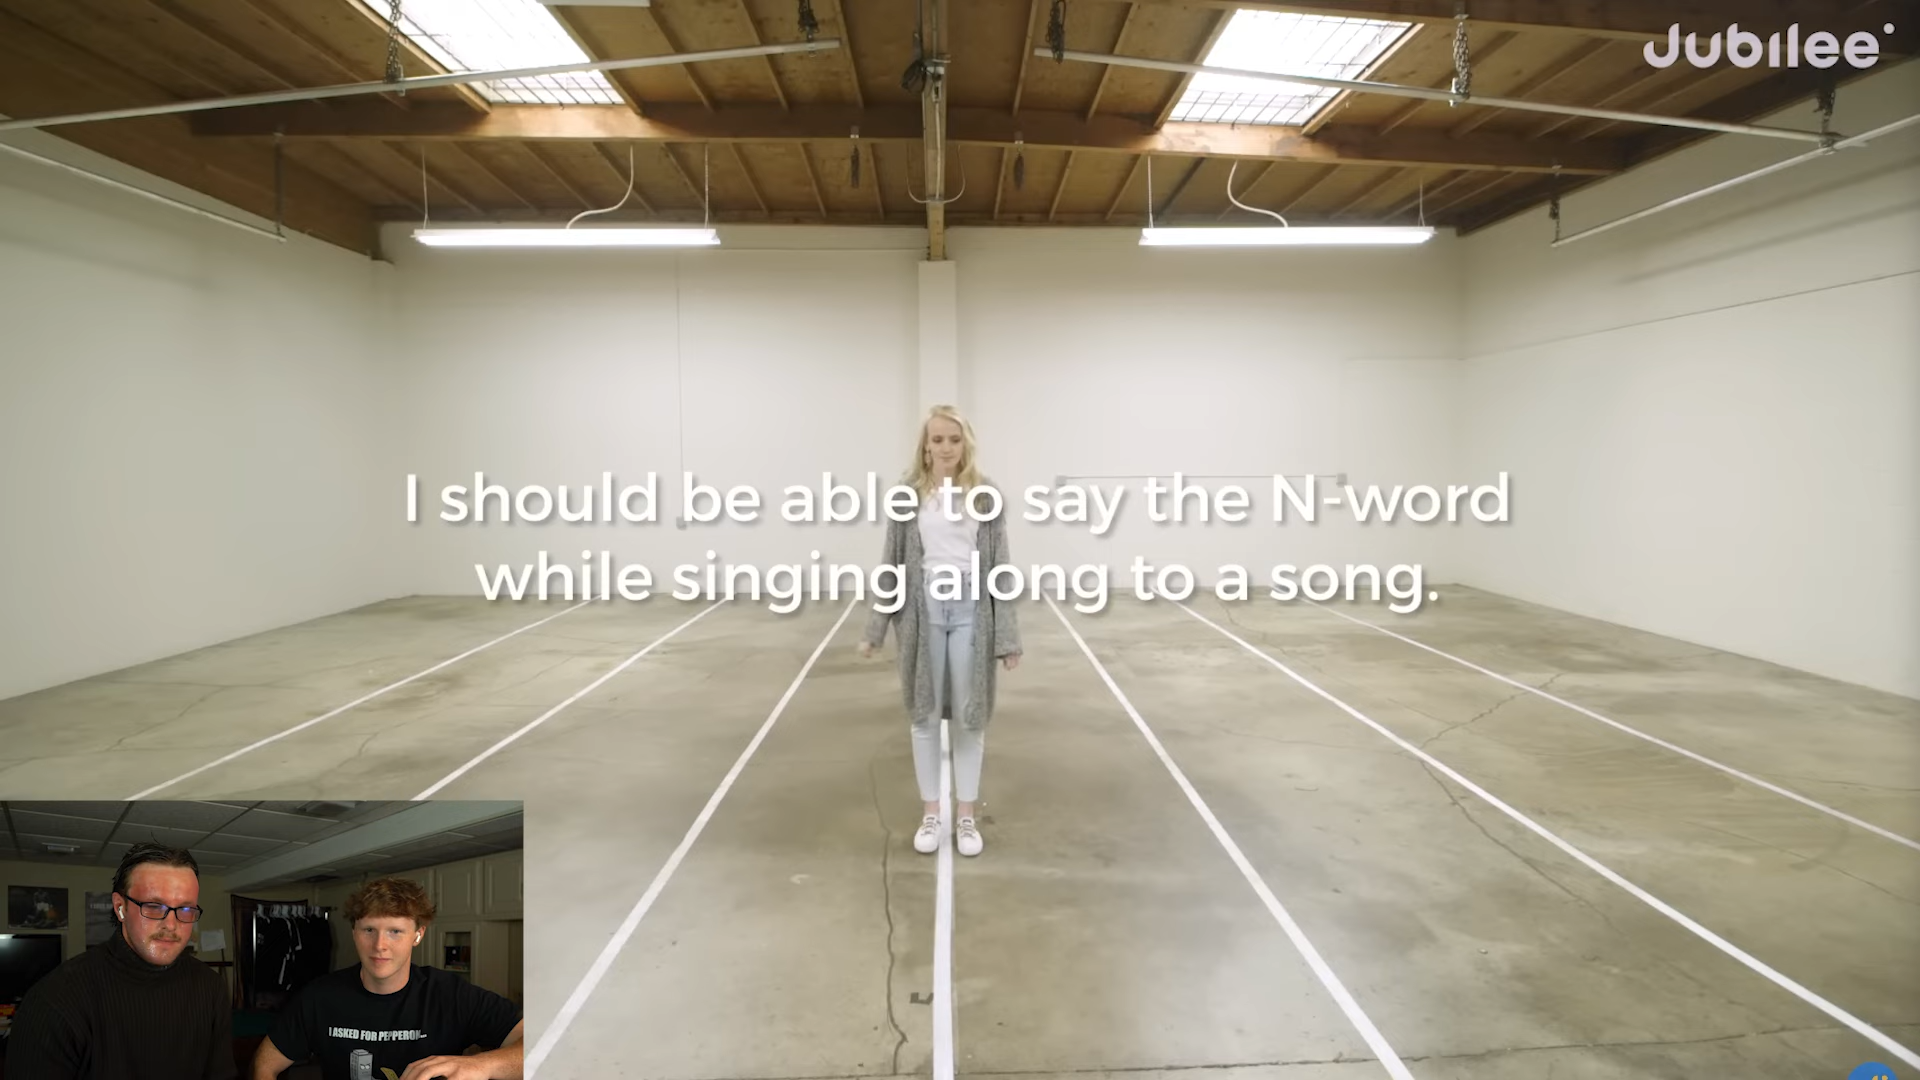 Jubilee
I should be able to say the N-word
while singing along to a song.
I ASKED FOR PEPPERON...